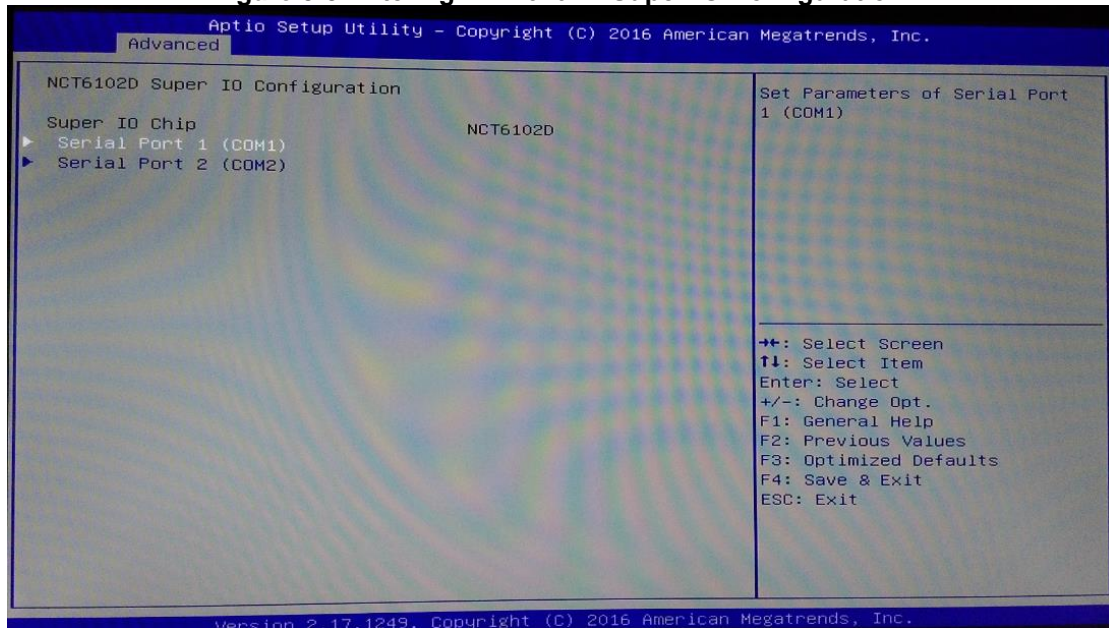 Aptio Setup Utility – Copyright (C) 2016 American Megatrends, Inc.
Advanced
NCT6102D Super IO Configuration
Super IO Chip NCT6102D
Serial Port 1 (COM1)
Serial Port 2 (COM2)
Set Parameters of Serial Port
1 (COM1)
→←: Select Screen
↑↓: Select Item
Enter: Select
+/-: Change Opt.
F1: General Help
F2: Previous Values
F3: Optimized Defaults
F4: Save & Exit
ESC: Exit
Version 2.17.1249. Copyright (C) 2016 American Megatrends, Inc.